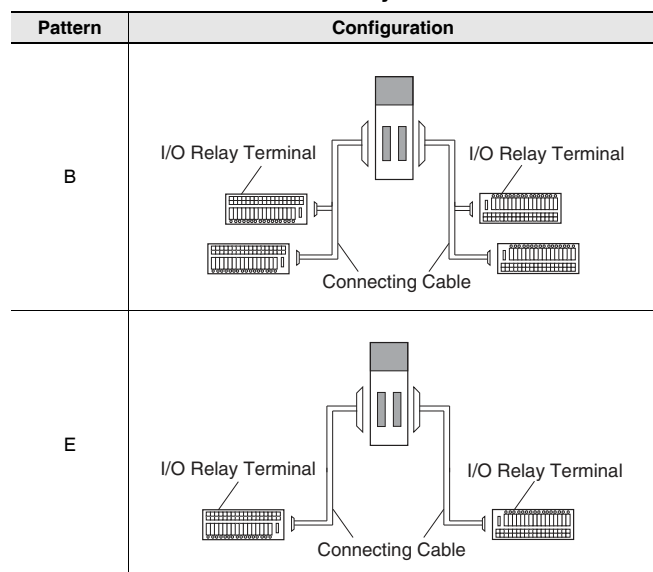 Pattern Configuration
B
I/O Relay Terminal
I/O Relay Terminal
Connecting Cable
E
I/O Relay Terminal
I/O Relay Terminal
Connecting Cable